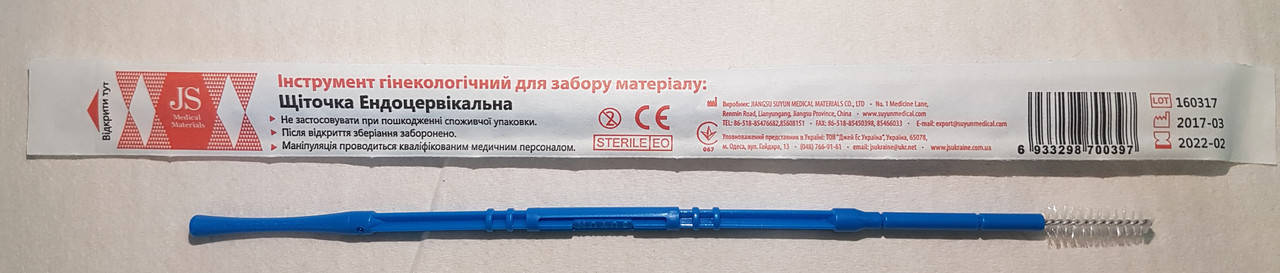 Відкрити тут
JS
Medical
Materials
Інструмент гінекологічний для забору матеріалу:
Щіточка Ендоцервікальна
Не застосовувати при пошкодженні споживчої упаковки.
Після відкриття зберіання заборонено.
Маніпуляція проводиться кваліфікованим медичним персоналом.
2
CE
STERILE EO
Виробник: JIANGSU SUYUN MEDICAL MATERIALS CO., LTD • No. 1 Medicine Lane,
Renmin Road, Lianyungang, Jiangsu Province, China • www.suyunmedical.com
TEL: 86-518-85476682,85608151 • FAX: 86-518-85450398, 85466033 • E-mail: export@suyunmedical.com
067
Уповноважений представник в Україні: ТОВ "Джей Ес Україна", Україна, 65078,
м. Одеса, вул. Гайдара, 13 • (048) 766-01-61 • email: jsukraine@ukr.net • www.jsukraine.com.ua
6 933298 700397
LOT 160317
2017-03
2022-02